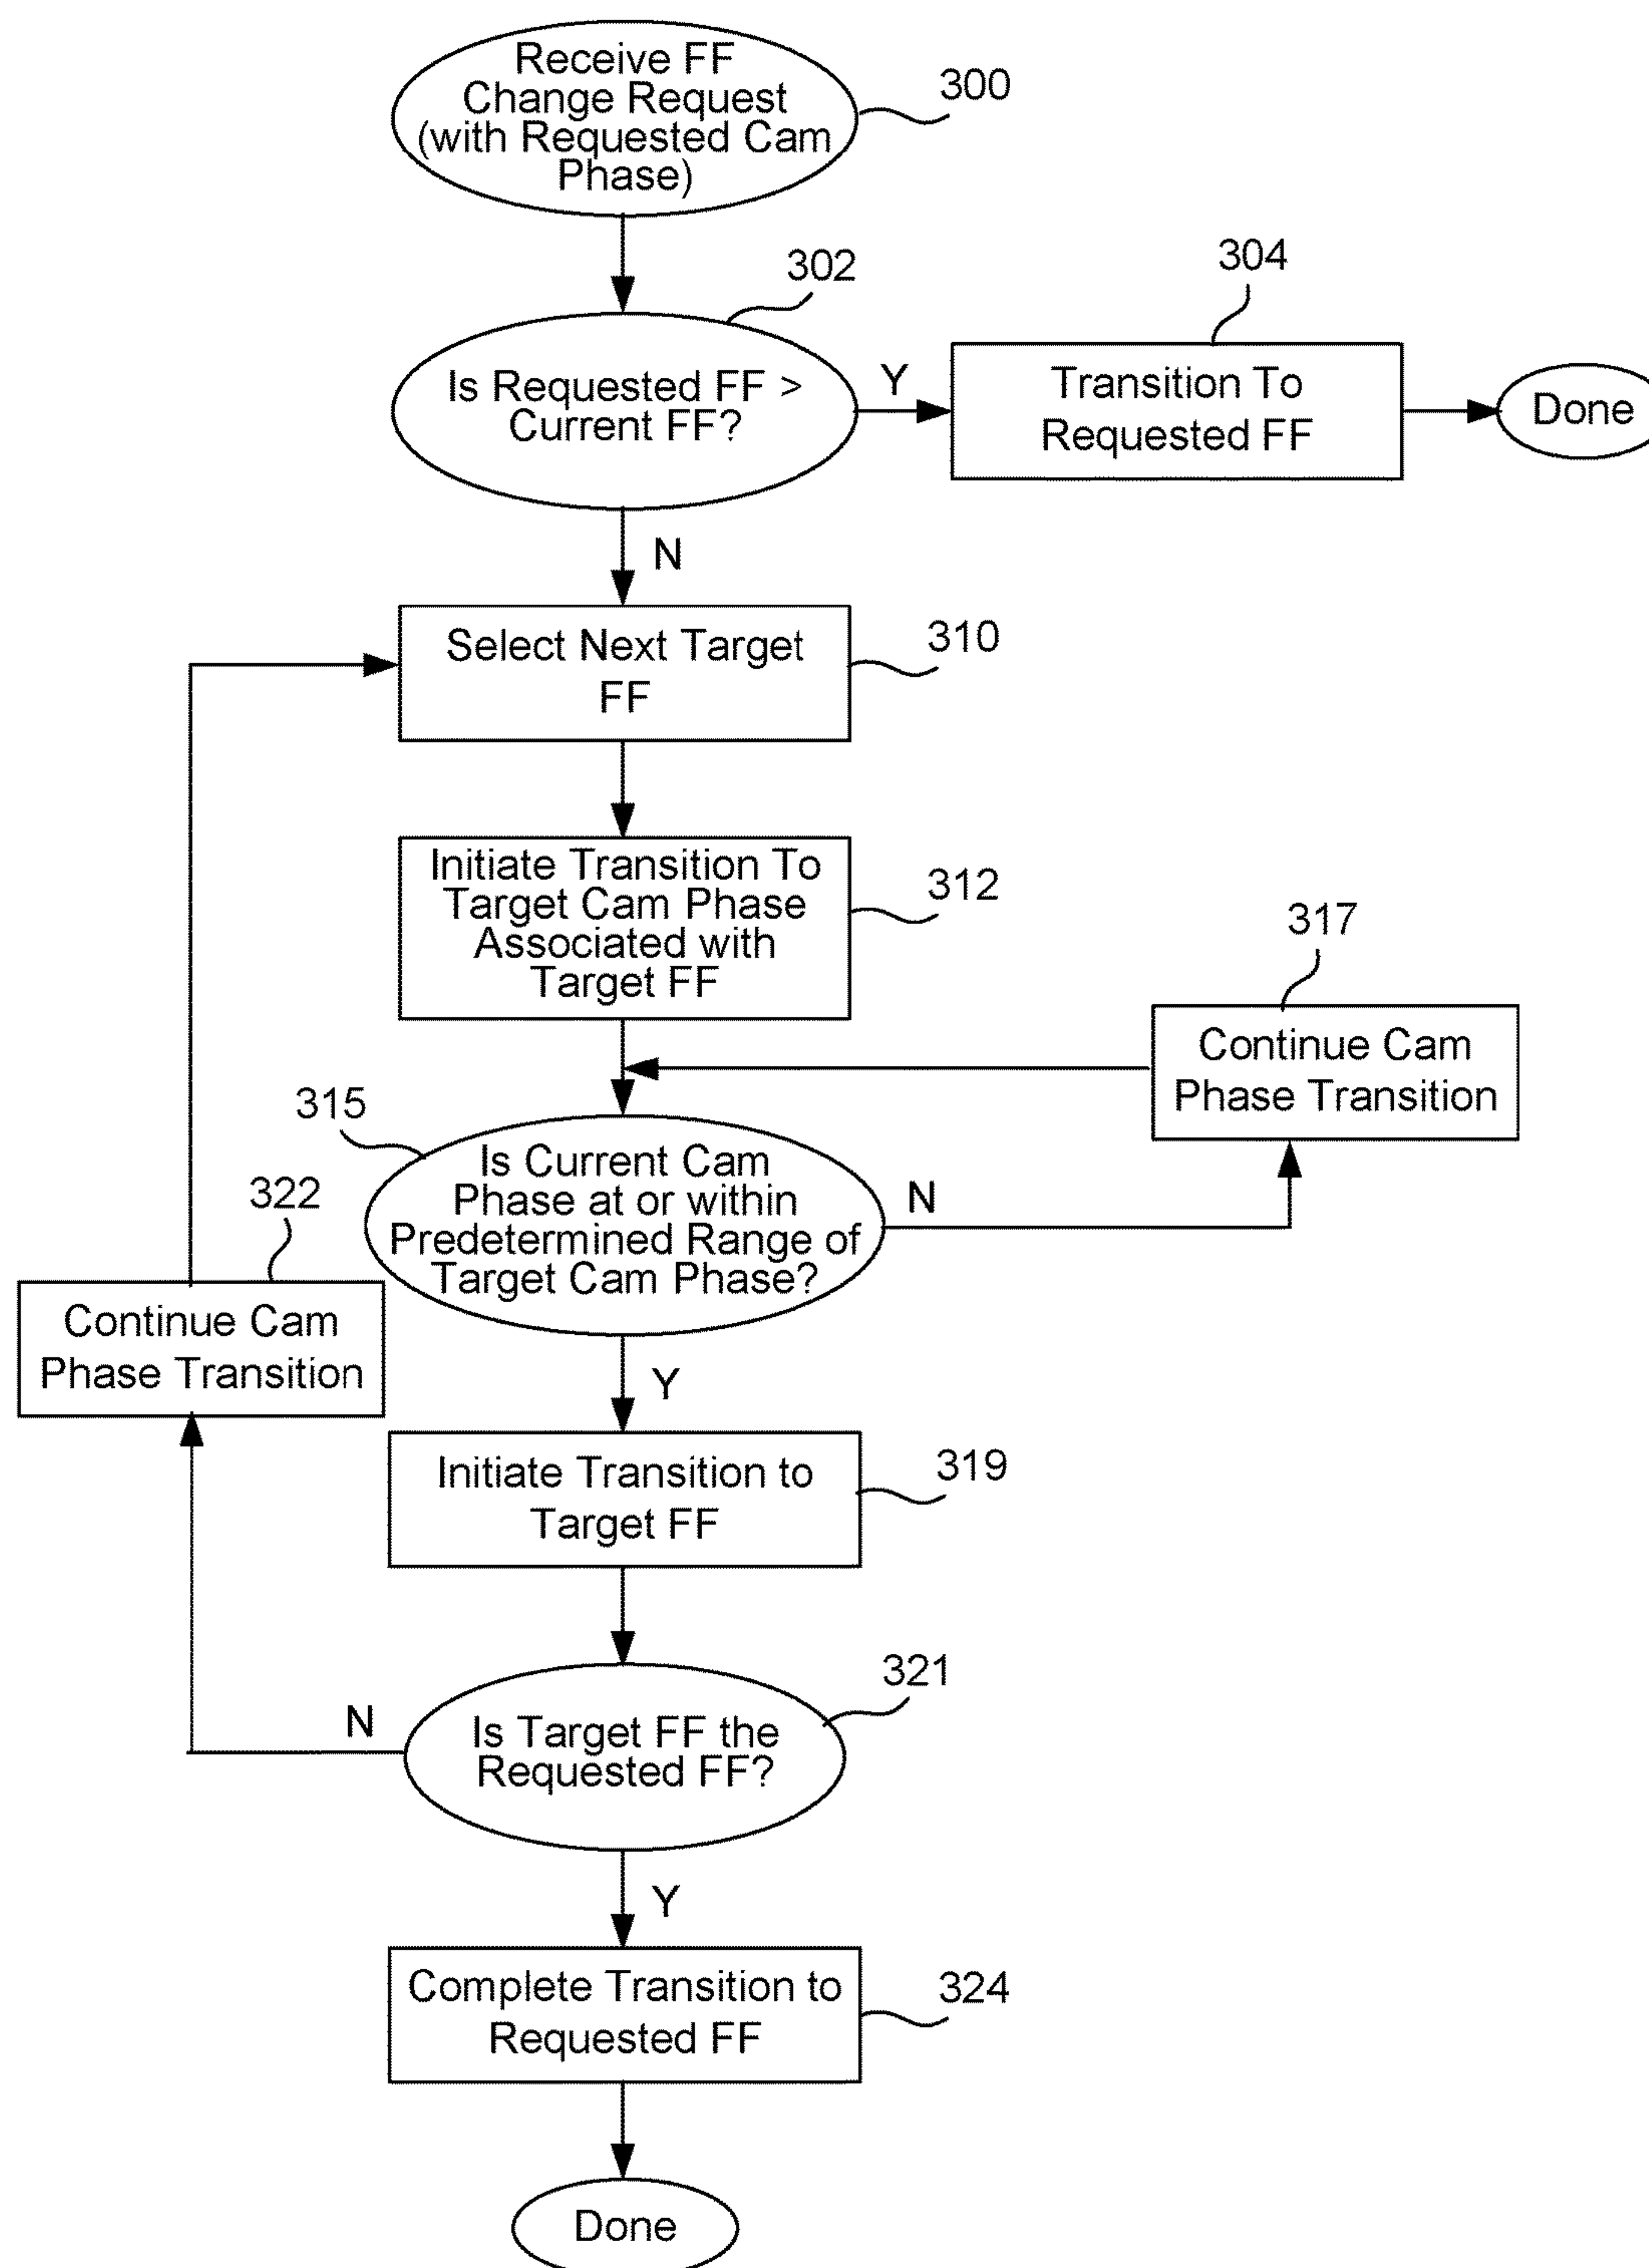 Receive FF
Change Request
(with Requested Cam
Phase)
300
302
Is Requested FF >
Current FF?
Y
304
Transition To
Requested FF
Done
N
Select Next Target
FF
310
Initiate Transition To
Target Cam Phase
Associated with
Target FF
312
317
Continue Cam
Phase Transition
315
Is Current Cam
Phase at or within
Predetermined Range of
Target Cam Phase?
N
322
Continue Cam
Phase Transition
Y
Initiate Transition to
Target FF
319
321
Is Target FF the
Requested FF?
N
Y
Complete Transition to
Requested FF
324
Done